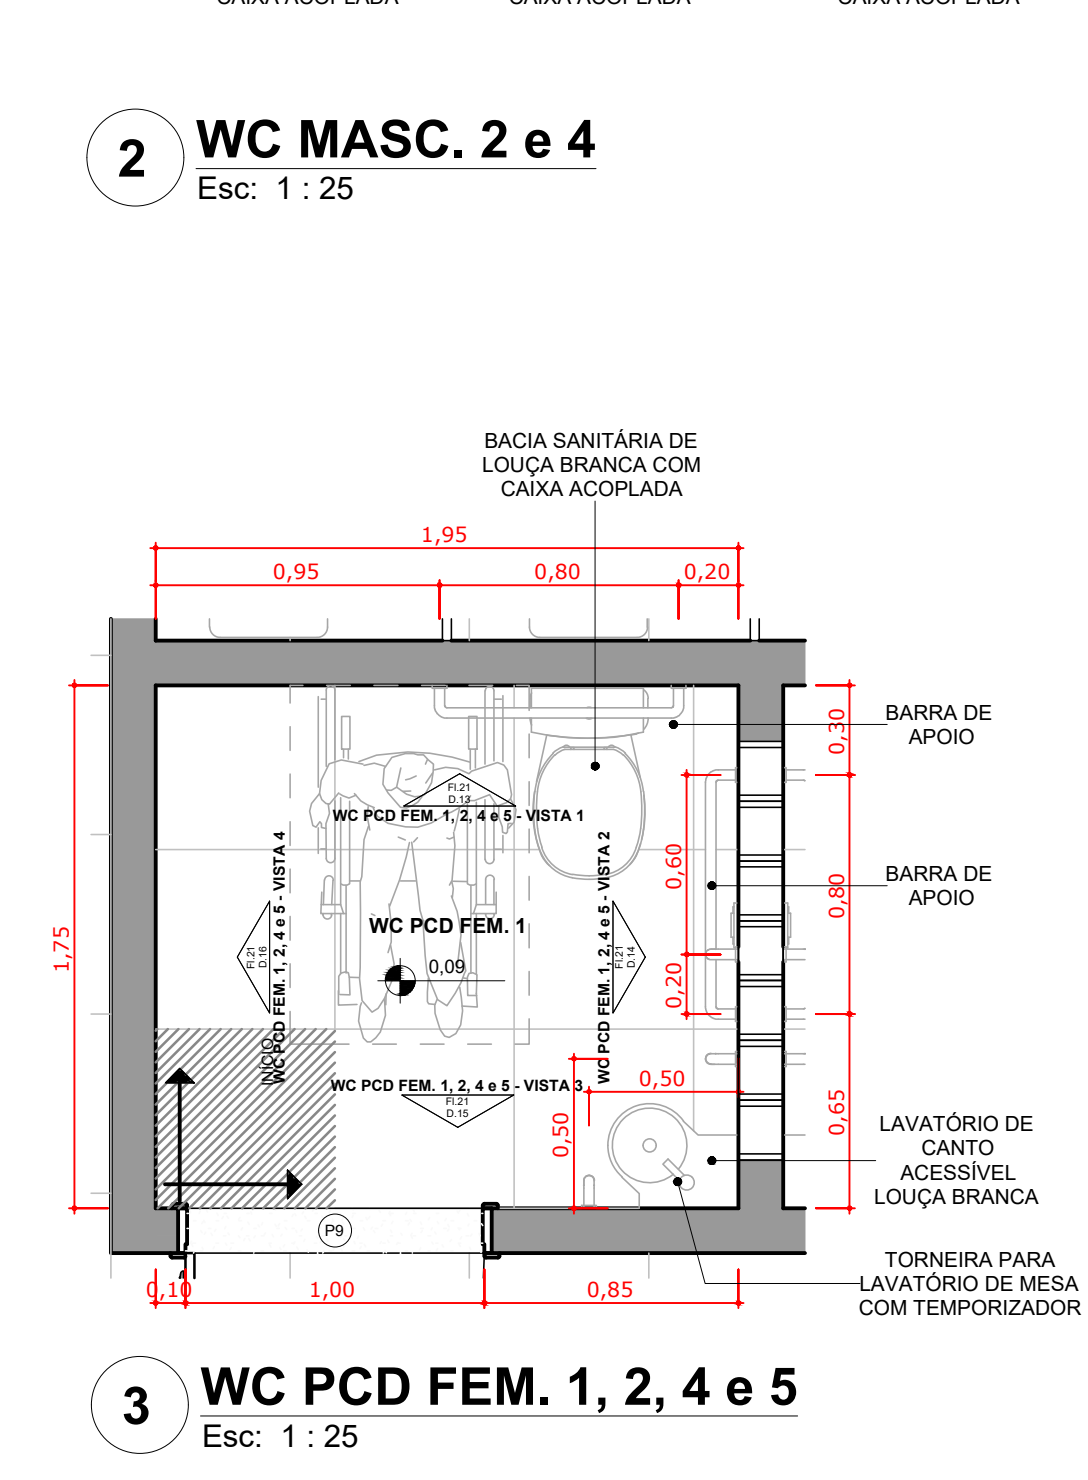 CAIXA ACOPLADA CAIXA ACOPLADA CAIXA ACOPLADA
2
WC MASC. 2 e 4
Esc: 1 : 25
BACIA SANITÁRIA DE
LOUÇA BRANCA COM
CAIXA ACOPLADA
1,95
0,95 0,80 0,20
BARRA DE
APOIO
0,30
Fl.21
D.13
WC PCD FEM. 1, 2, 4 e 5 - VISTA 1
WC PCD FEM. 1, 2, 4 e 5 - VISTA 4
Fl.21
D.16
WC PCD FEM. 1, 2, 4 e 5 - VISTA 2
Fl.21
D.14
0,60
0,80
BARRA DE
APOIO
WC PCD FEM. 1
0,09
1,75
0,20
INÍCIO
WC PCD FEM. 1, 2, 4 e 5 - VISTA 3
Fl.21
D.15
0,50
0,50
0,65
LAVATÓRIO DE
CANTO
ACESSÍVEL
LOUÇA BRANCA
P9
TORNEIRA PARA
LAVATÓRIO DE MESA
COM TEMPORIZADOR
0,10 1,00 0,85
3
WC PCD FEM. 1, 2, 4 e 5
Esc: 1 : 25